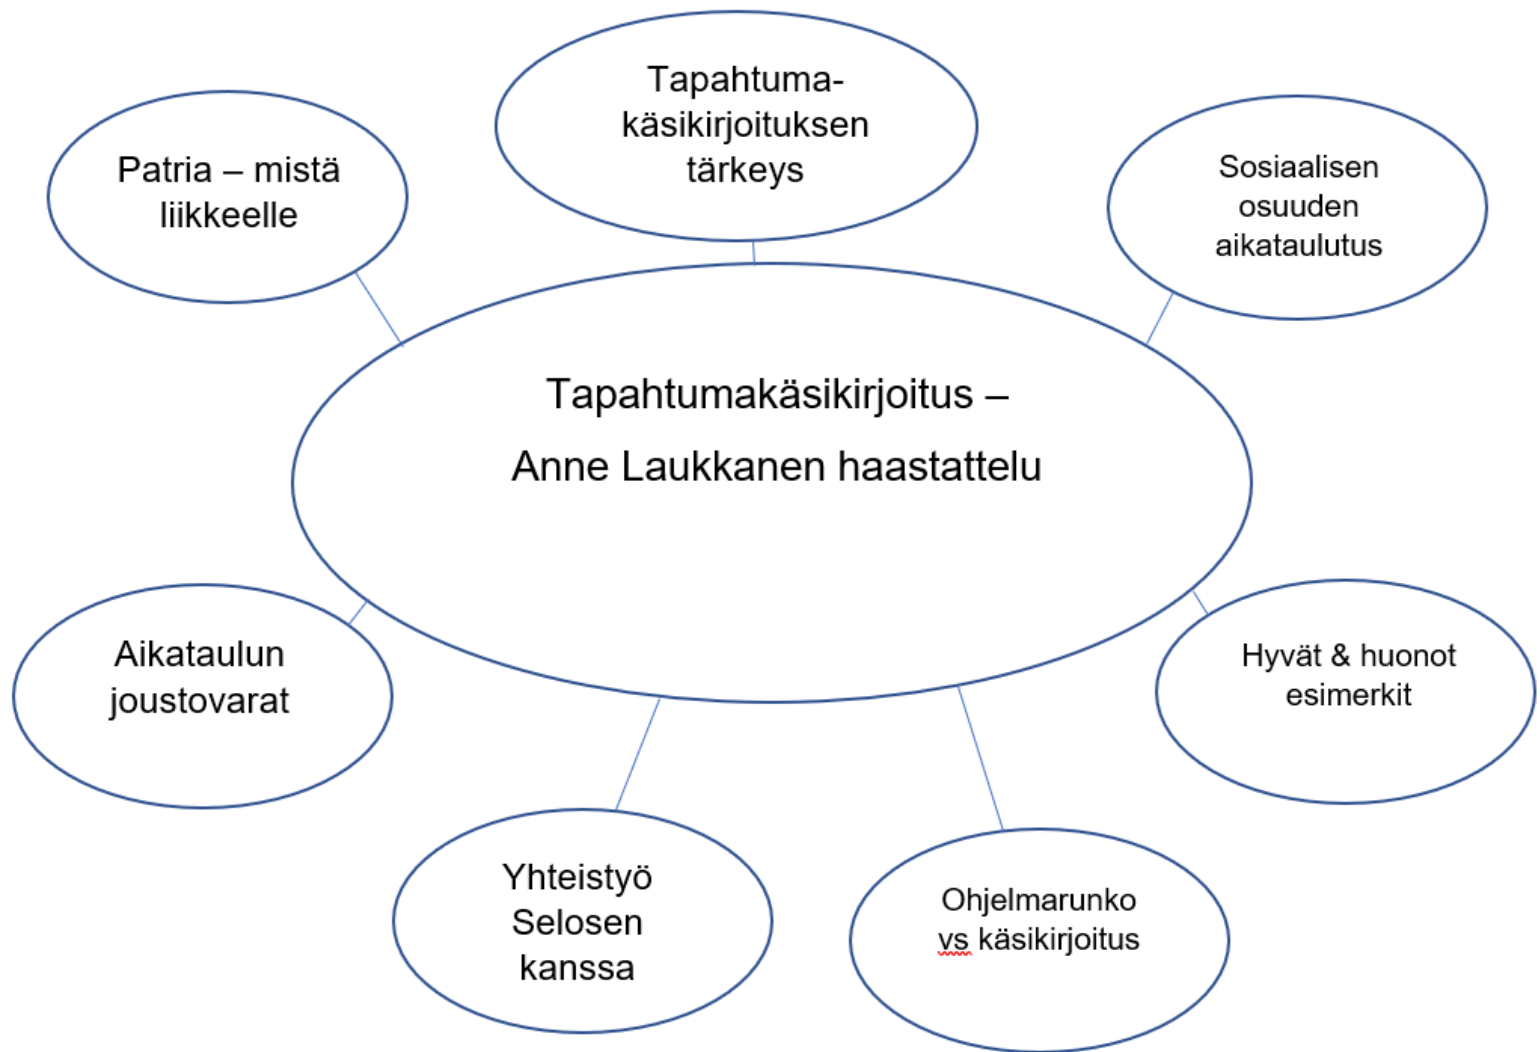 Tapahtuma-
käsikirjoituksen
tärkeys
Patria – mistä
liikkeelle
Sosiaalisen
osuuden
aikataulutus
Tapahtumakäsikirjoitus –
Anne Laukkanen haastattelu
Aikataulun
joustovarat
Hyvät & huonot
esimerkit
Yhteistyö
Selosen
kanssa
Ohjelmarunko
vs käsikirjoitus